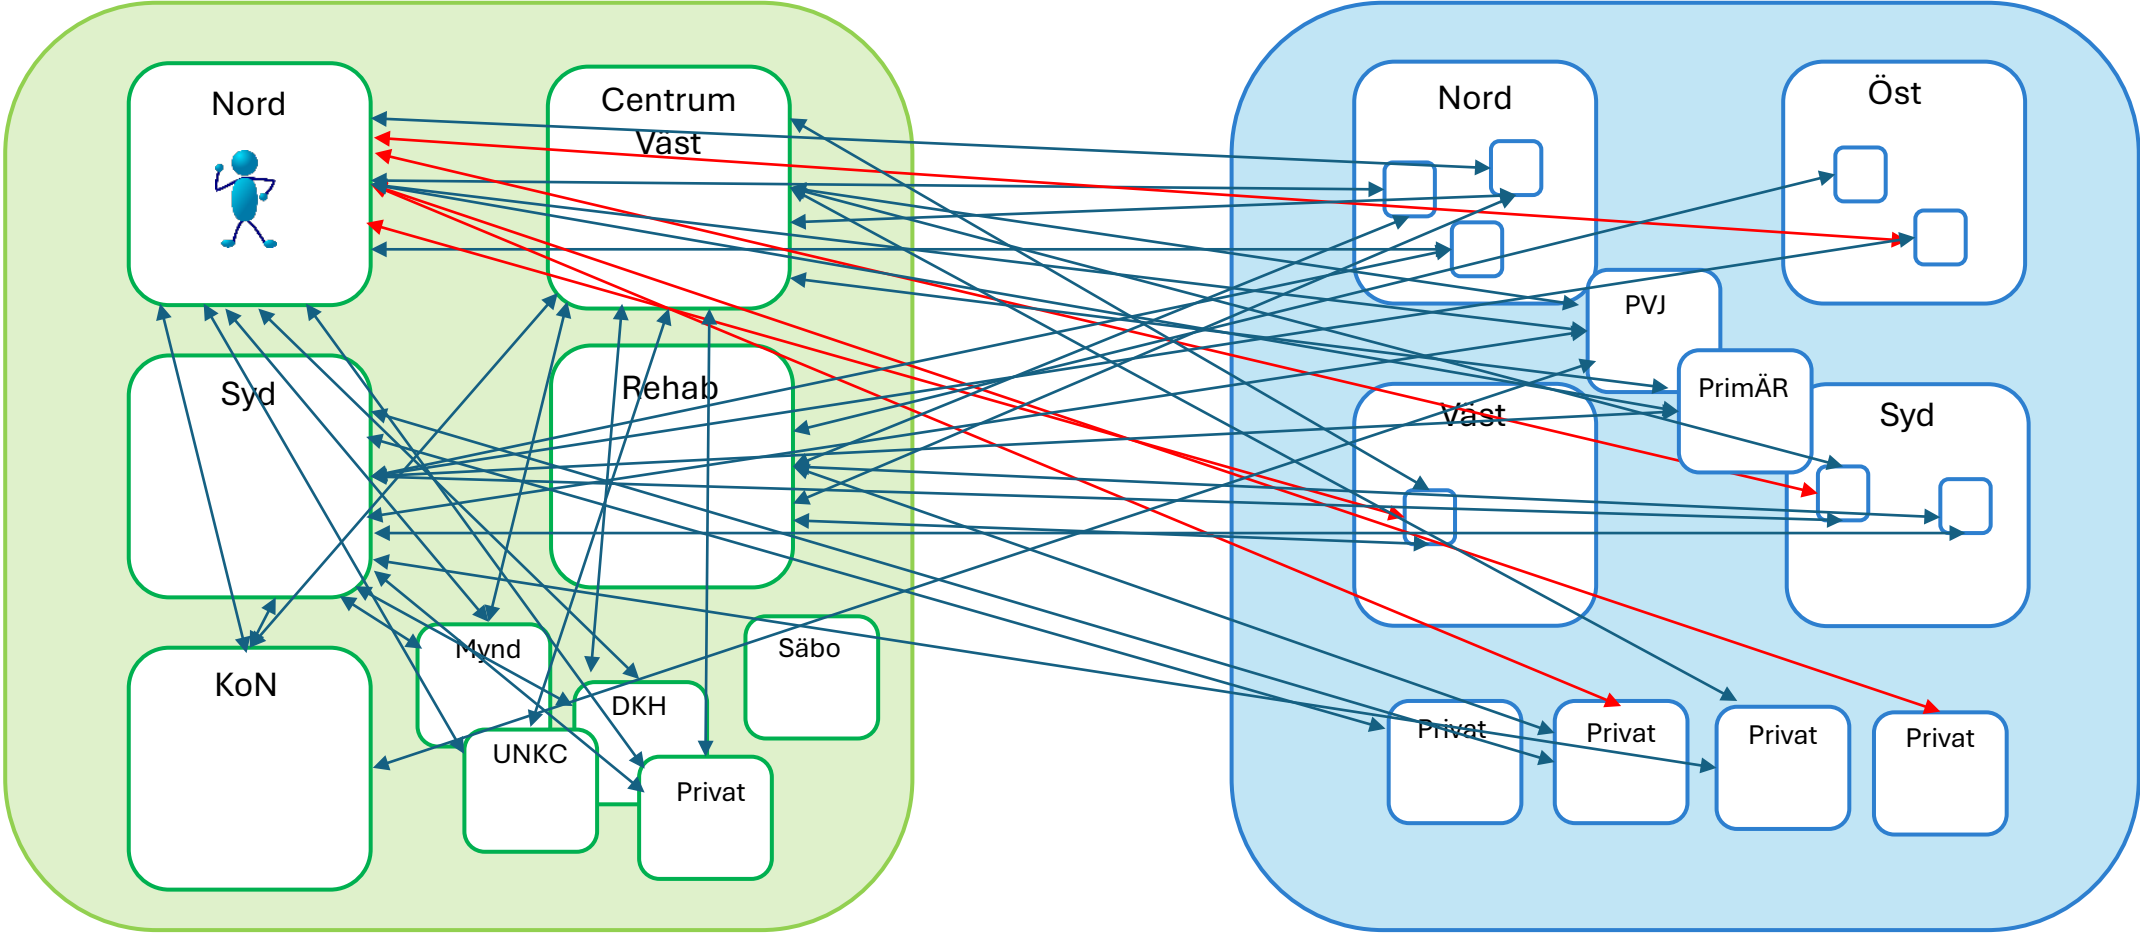 Nord
Centrum
Väst
Syd
Rehab
KoN
Mynd
Säbo
DKH
UNKC
Privat
Nord
Öst
PVJ
PrimÄR
Väst
Syd
Privat
Privat
Privat
Privat